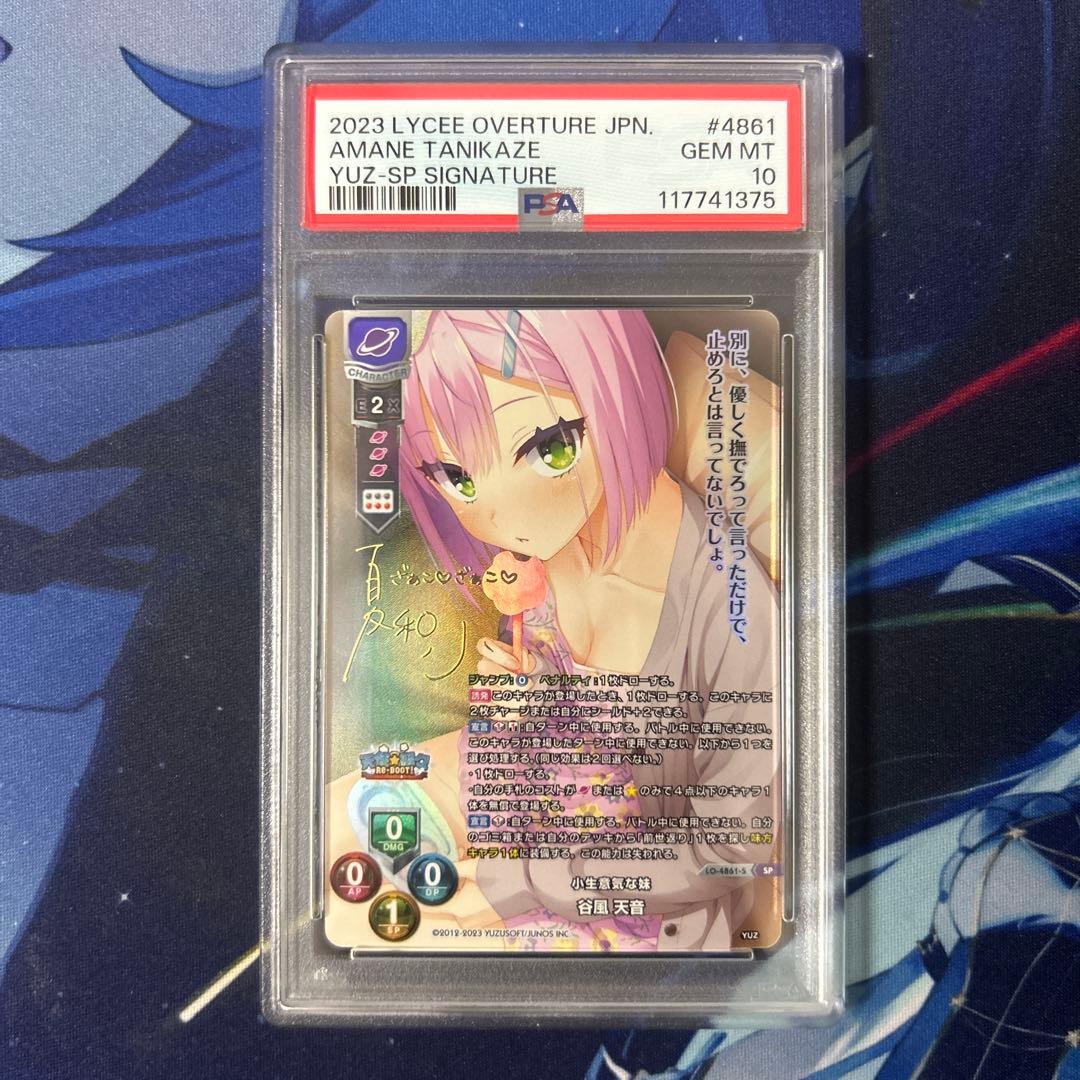 2023 LYCEE OVERTURE JPN. #4861
AMANE TANIKAZE GEM MT
YUZ-SP SIGNATURE 10
PSA 117741375
CHARACTER
E 2 X
別に、優しく撫でろって言っただけで、
止めろとは言ってないでしょ。
ざぁこ♡ざぁこ♡
夏和小
ジャンプ:0 ペナルティ:1枚ドローする。
誘発 このキャラが登場したとき、1枚ドローする。このキャラに
2枚チャージまたは自分にシールド+2できる。
宣言 :自ターン中に使用する。バトル中に使用できない。
このキャラが登場したターン中に使用できない。以下から1つを
選び処理する。(同じ効果は2回選べない。)
・1枚ドローする。
・自分の手札のコストが または のみで4点以下のキャラ1
体を無償で登場する。
宣言 :自ターン中に使用する。バトル中に使用できない。自分
のゴミ箱または自分のデッキから「前世返り」1枚を探し味方
キャラ1体に装備する。この能力は失われる。
RE-BOOT!
0
DMG
0
AP
0
DP
1
SP
LO-4861-S SP
小生意気な妹
谷風 天音
©2012-2023 YUZUSOFT/JUNOS INC.
YUZ